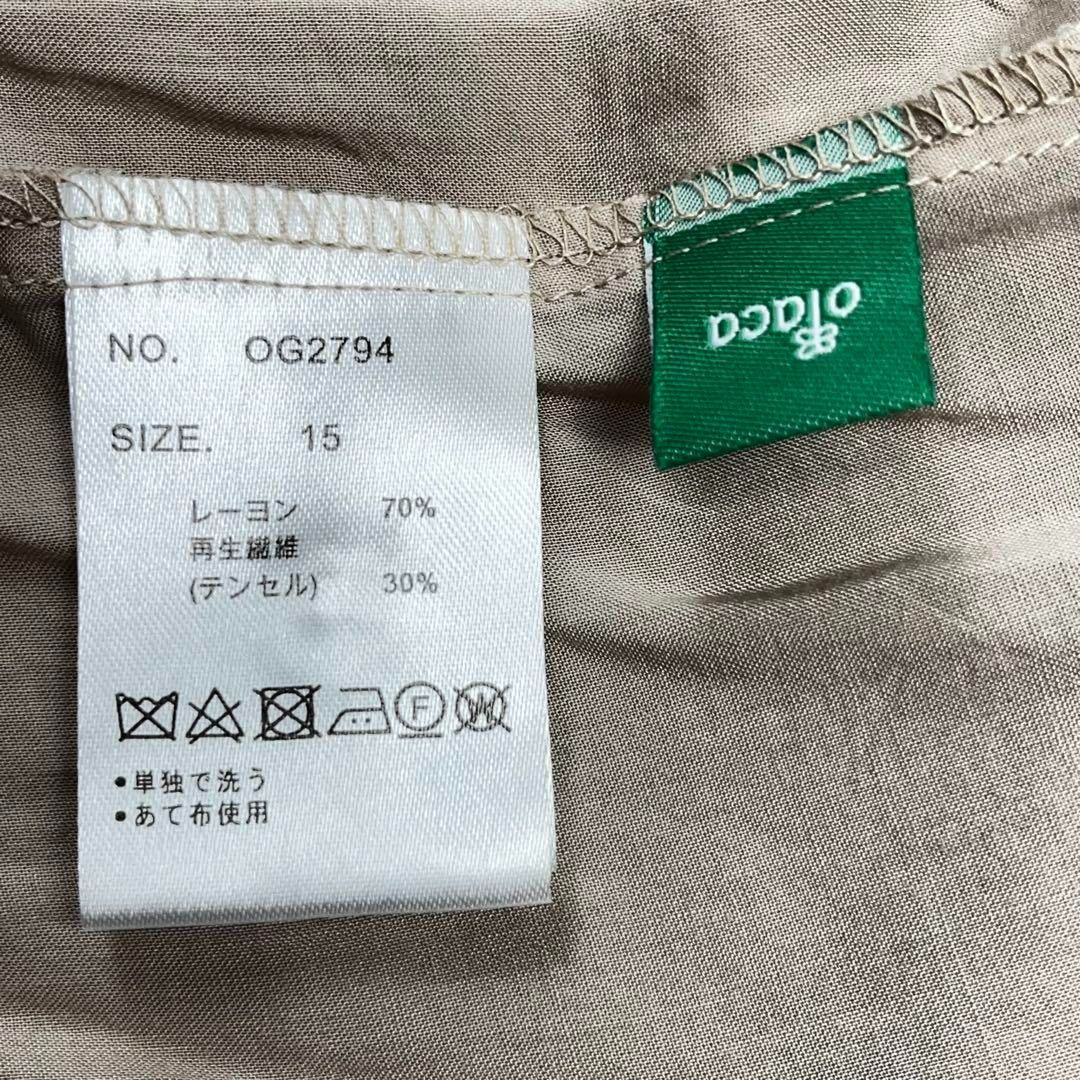 NO. OG2794
SIZE. 15
レーヨン 70%
再生繊維
(テンセル) 30%
F
W
•単独で洗う
•あて布使用
olaca